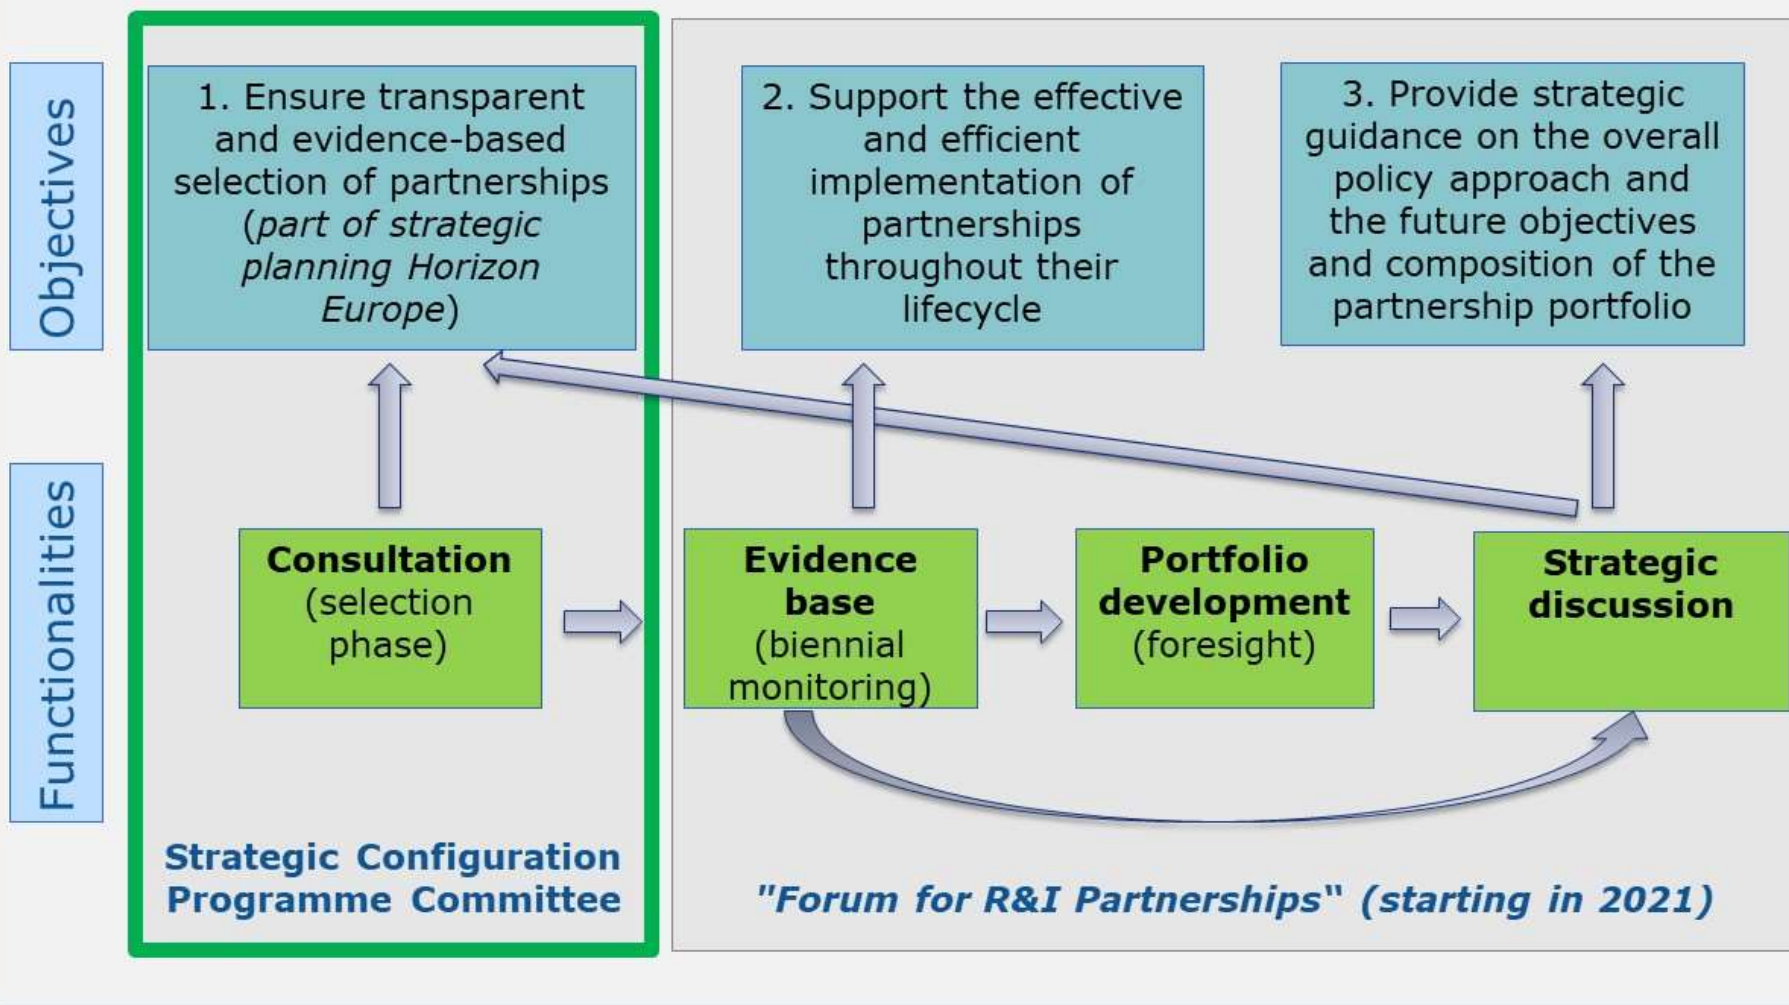 Objectives
1. Ensure transparent
and evidence-based
selection of partnerships
(part of strategic
planning Horizon
Europe)
2. Support the effective
and efficient
implementation of
partnerships
throughout their
lifecycle
3. Provide strategic
guidance on the overall
policy approach and
the future objectives
and composition of the
partnership portfolio
Functionalities
Consultation
(selection
phase)
Evidence
base
(biennial
monitoring)
Portfolio
development
(foresight)
Strategic
discussion
Strategic Configuration
Programme Committee
"Forum for R&I Partnerships“ (starting in 2021)